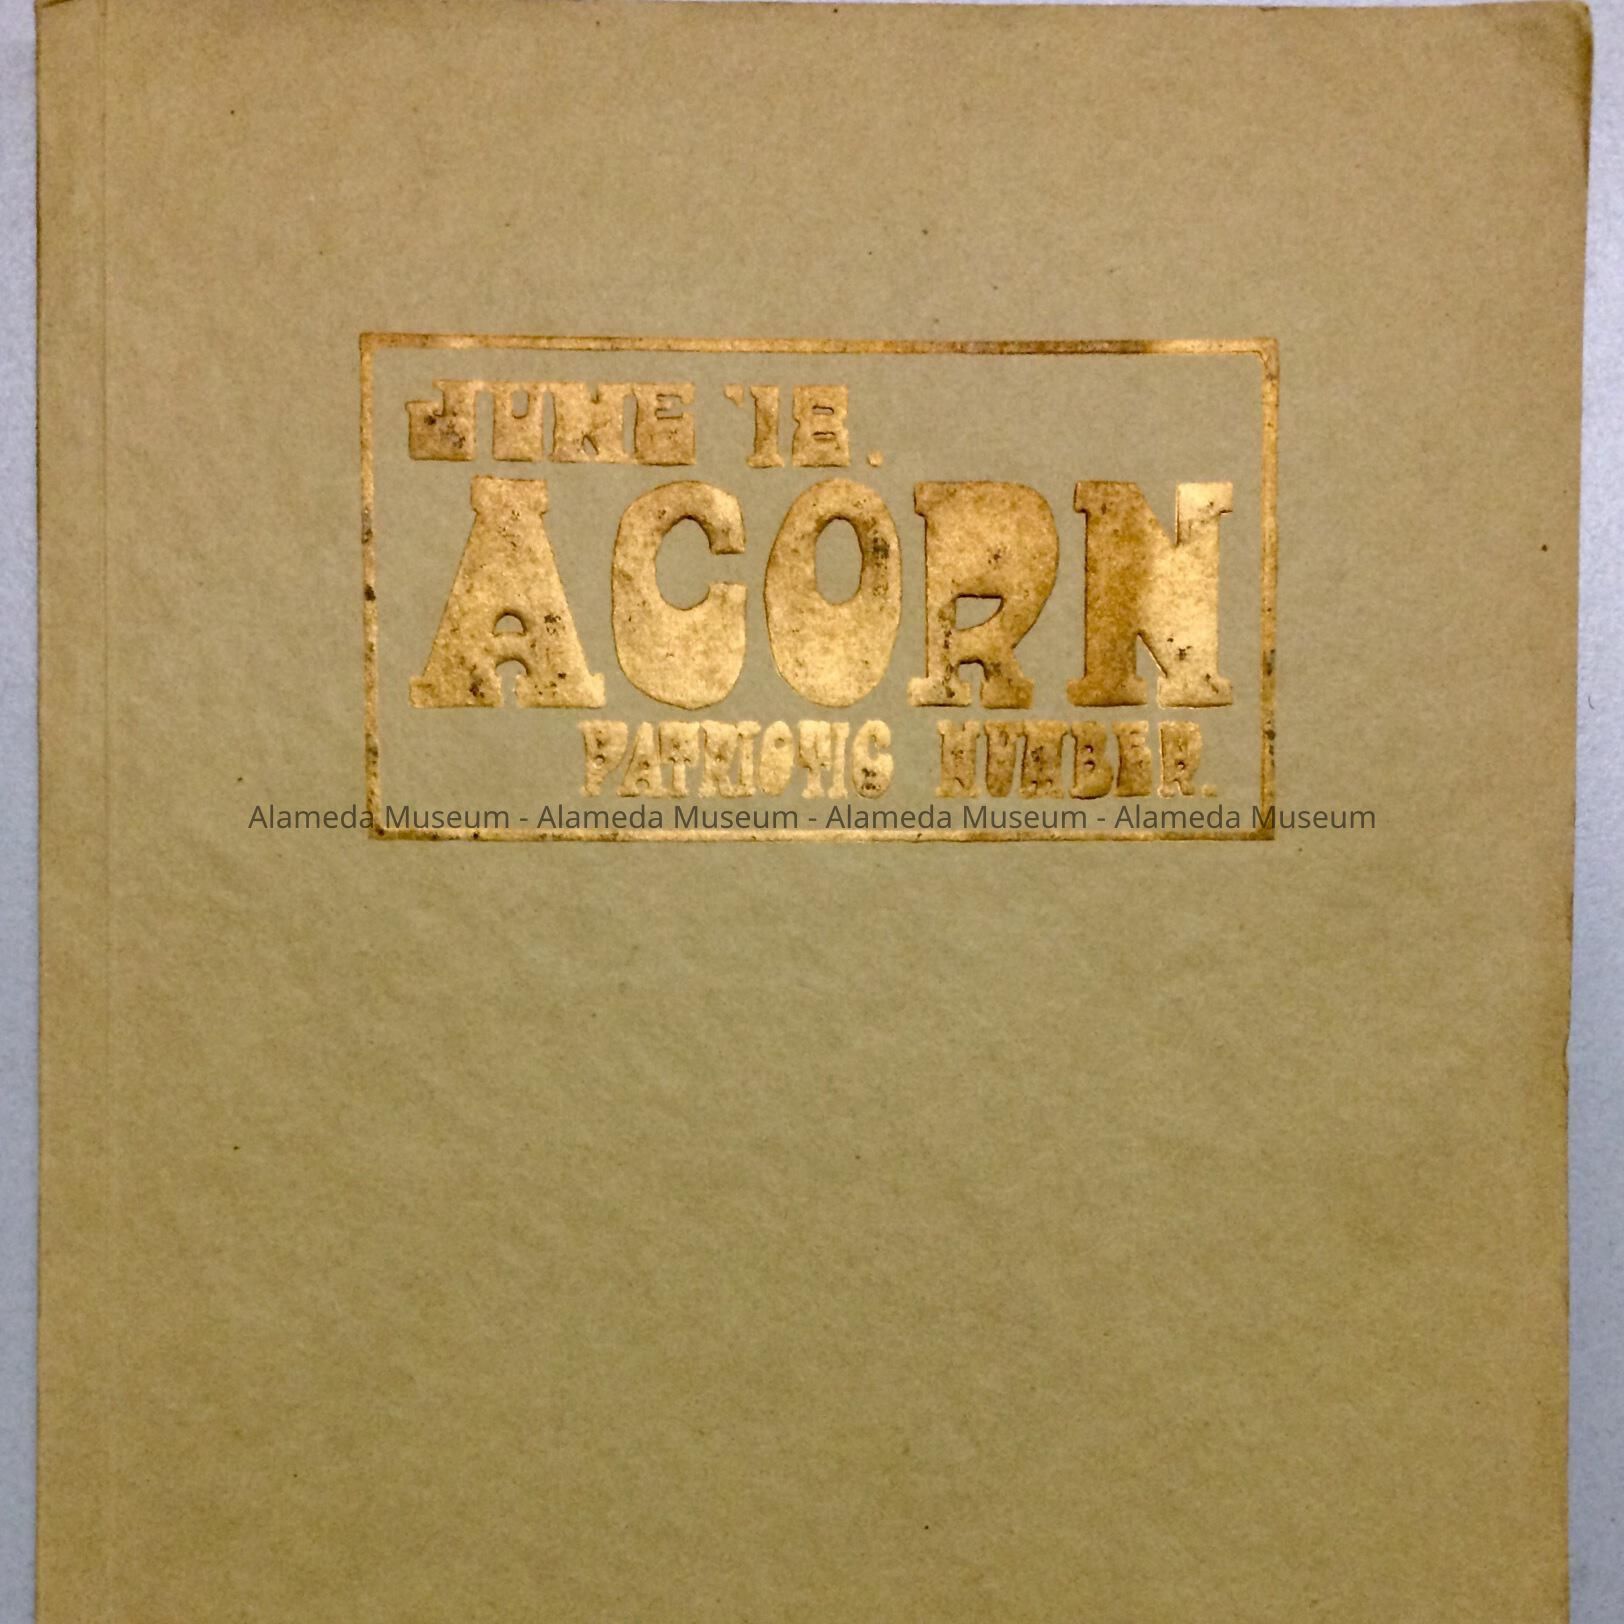 JUNE '18.
ACORN
PATRIOTIC NUMBER.
Alameda Museum - Alameda Museum - Alameda Museum - Alameda Museum